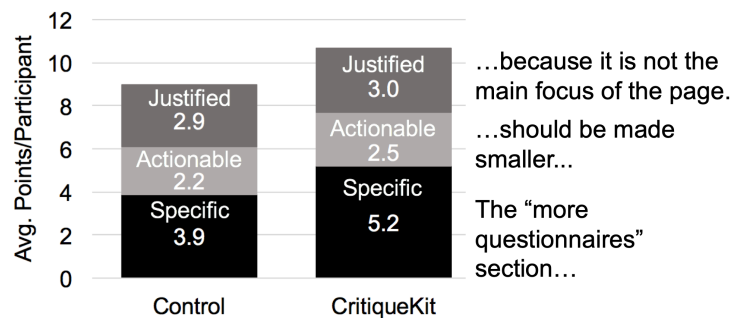 Avg. Points/Participant
12
10
8
6
4
2
0
Justified
2.9
Actionable
2.2
Specific
3.9
Control
Justified
3.0
Actionable
2.5
Specific
5.2
CritiqueKit
…because it is not the
main focus of the page.
…should be made
smaller...
The “more
questionnaires”
section…